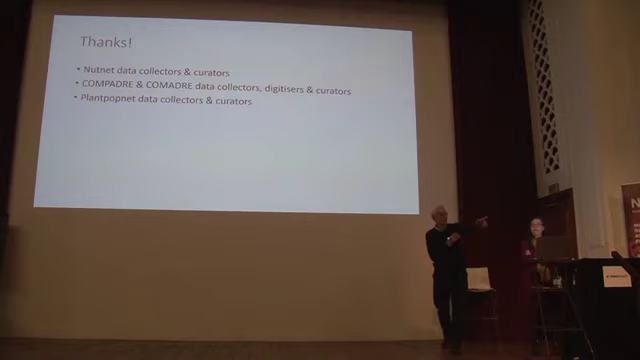 Thanks!
• Nutnet data collectors & curators
• COMPADRE & COMADRE data collectors, digitisers & curators
• Plantpopnet data collectors & curators